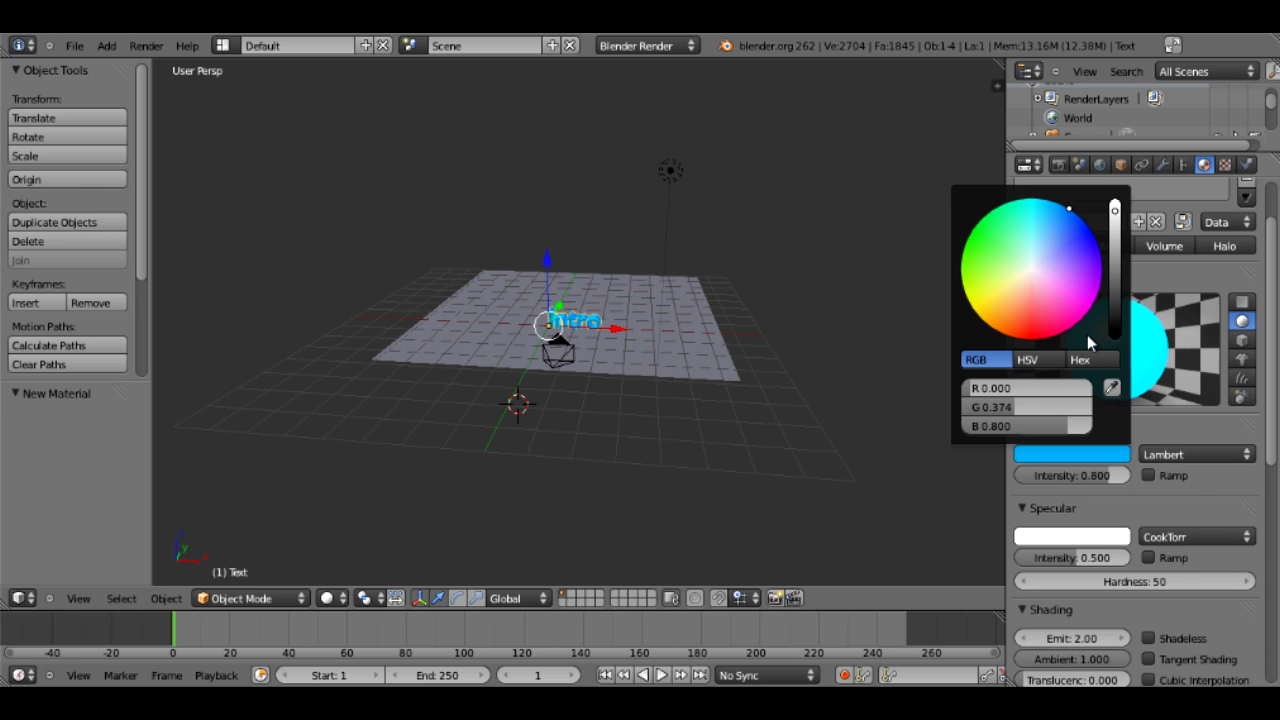 File Add Render Help Default Scene Blender Render blender.org 262 | Ve:2704 | Fa:1845 | Ob:1-4 | La:1 | Mem:13.16M (12.38M) | Text
Object Tools
Transform:
Translate
Rotate
Scale
Origin
Object:
Duplicate Objects
Delete
Join
Keyframes:
Insert Remove
Motion Paths:
Calculate Paths
Clear Paths
New Material
User Persp
Intro
(1) Text
View Select Object Object Mode Global
-40 -20 0 20 40 60 80 100 120 140 160 180 200 220 240 260
View Marker Frame Playback Start: 1 End: 250 1 No Sync
View Search All Scenes
RenderLayers |
World
Data
Volume Halo
RGB HSV Hex
R 0.000
G 0.374
B 0.800
Lambert
Intensity: 0.800 Ramp
Specular
CookTorr
Intensity: 0.500 Ramp
Hardness: 50
Shading
Emit: 2.00 Shadeless
Ambient: 1.000 Tangent Shading
Translucenc: 0.000 Cubic Interpolation